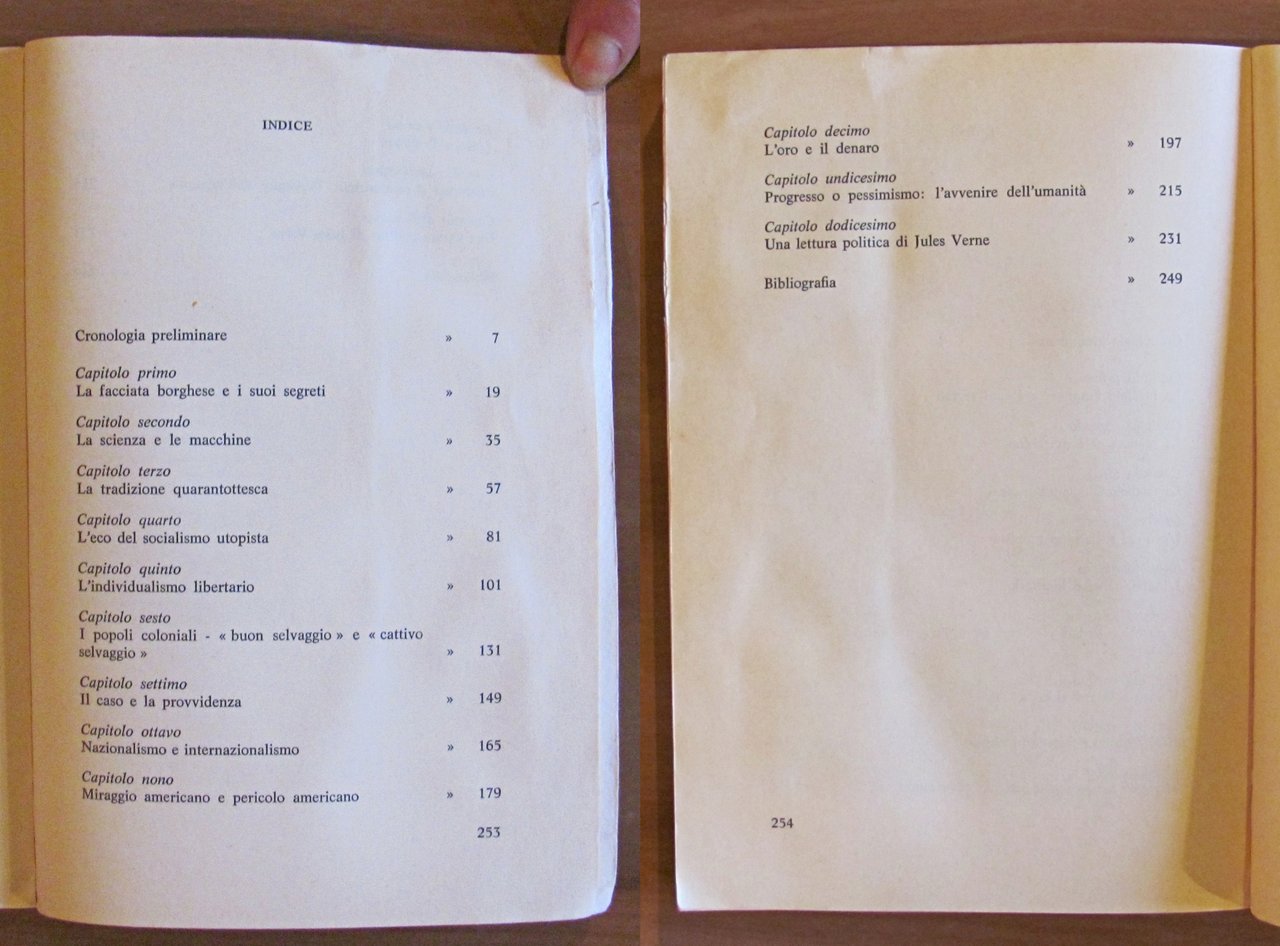 INDICE
Cronologia preliminare » 7
Capitolo primo
La facciata borghese e i suoi segreti » 19
Capitolo secondo
La scienza e le macchine » 35
Capitolo terzo
La tradizione quarantottesca » 57
Capitolo quarto
L'eco del socialismo utopista » 81
Capitolo quinto
L'individualismo libertario » 101
Capitolo sesto
I popoli coloniali - « buon selvaggio » e « cattivo
selvaggio » » 131
Capitolo settimo
Il caso e la provvidenza » 149
Capitolo ottavo
Nazionalismo e internazionalismo » 165
Capitolo nono
Miraggio americano e pericolo americano » 179
253
Capitolo decimo
L'oro e il denaro » 197
Capitolo undicesimo
Progresso o pessimismo: l'avvenire dell'umanità » 215
Capitolo dodicesimo
Una lettura politica di Jules Verne » 231
Bibliografia » 249
254